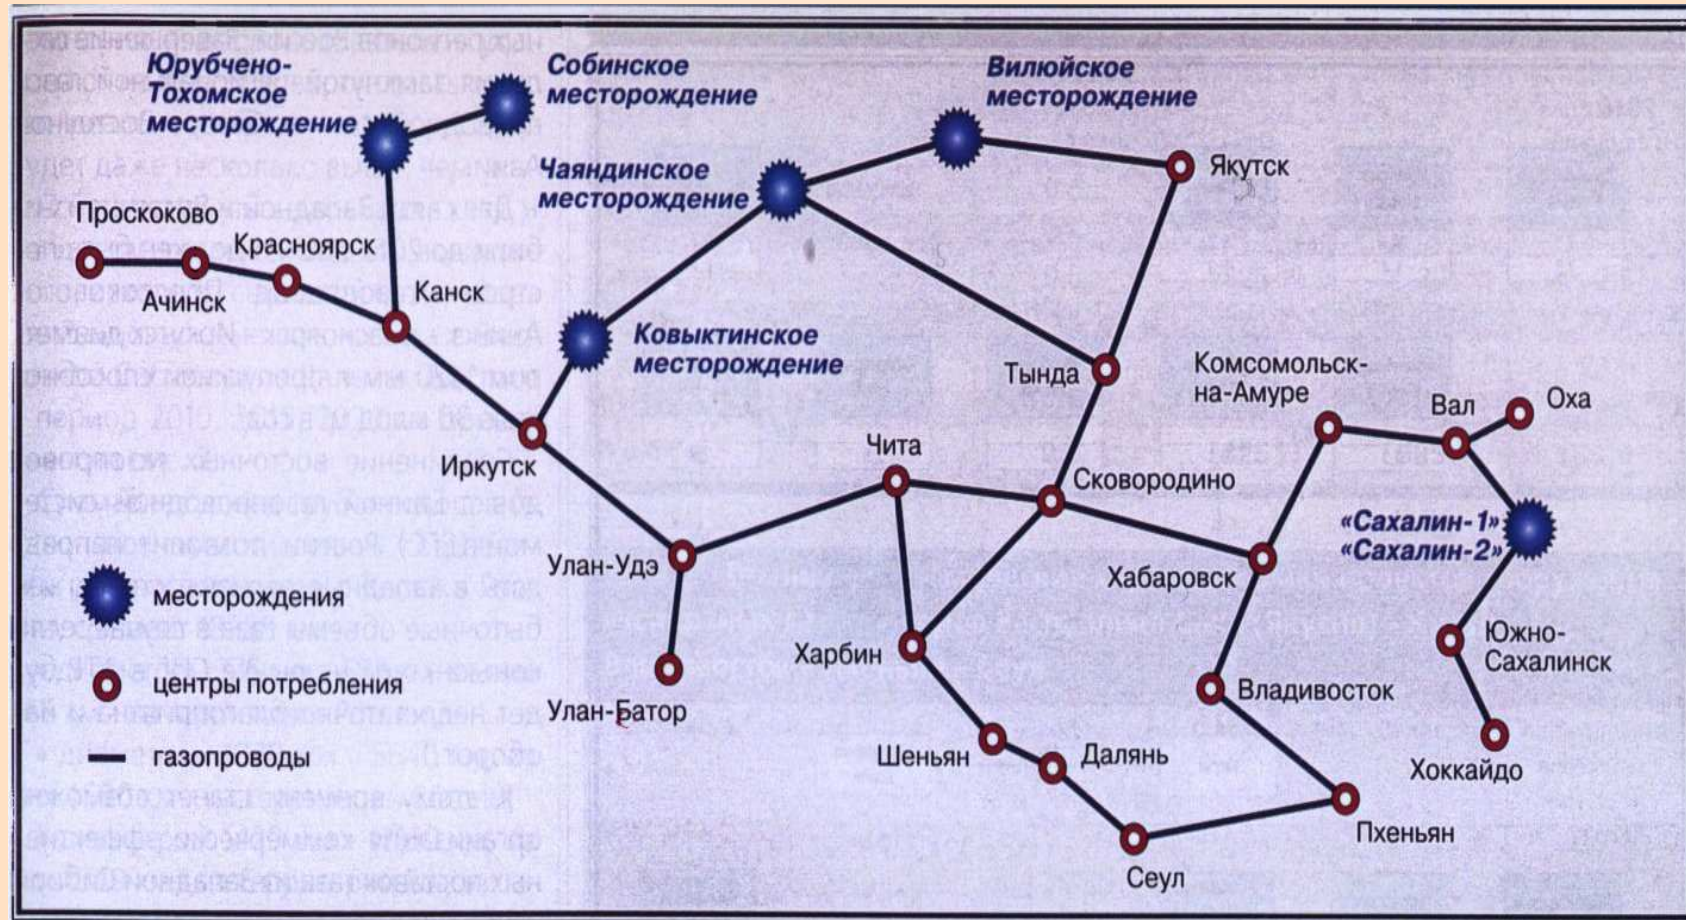 Юрубчено-
Тохомское
месторождение
Собинское
месторождение
Вилюйское
месторождение
Чаяндинское
месторождение
Якутск
Проскоково
Красноярск
Ачинск
Канск
Ковыктинское
месторождение
Тында
Комсомольск-
на-Амуре
Вал
Оха
Иркутск
Чита
Сковородино
«Сахалин-1»
«Сахалин-2»
Улан-Удэ
Хабаровск
месторождения
Харбин
Южно-
Сахалинск
центры потребления
Владивосток
Улан-Батор
газопроводы
Шеньян
Далянь
Хоккайдо
Пхеньян
Сеул